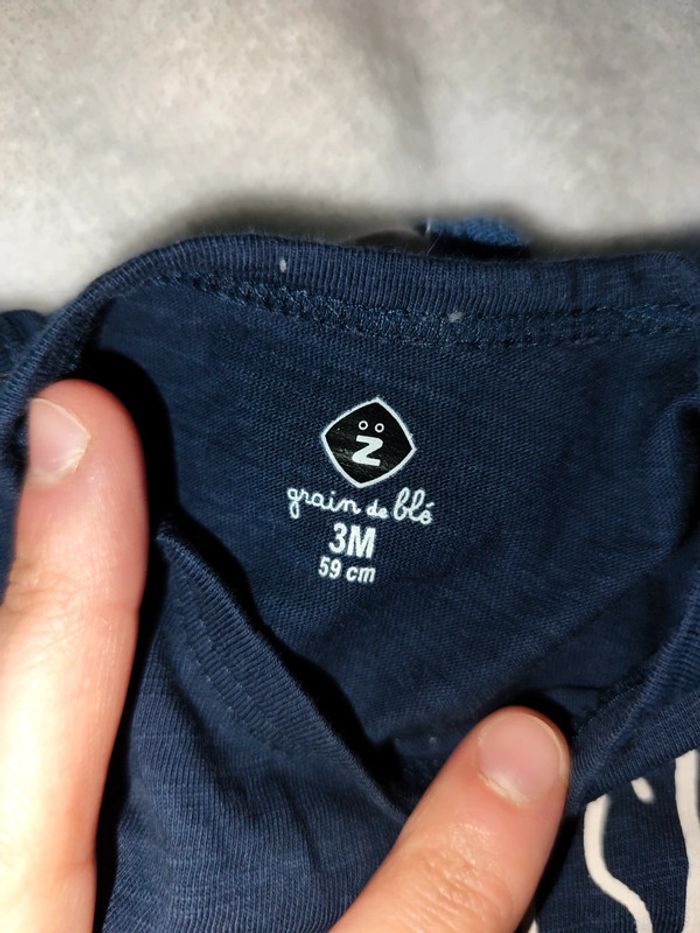 z
grain de blé
3M
59 cm